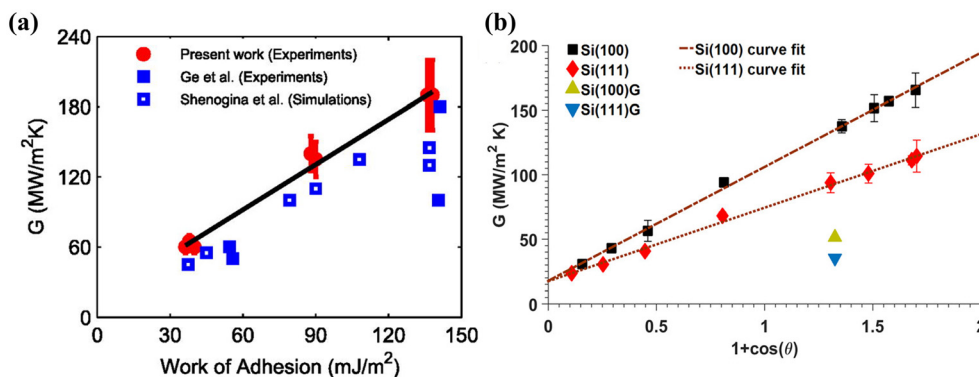 (a)
240
180
120
60
0
G (MW/m²K)
Present work (Experiments)
Ge et al. (Experiments)
Shenogina et al. (Simulations)
0 30 60 90 120 150
Work of Adhesion (mJ/m²)
(b)
200
150
100
50
0
G (MW/m² K)
Si(100)
Si(111)
Si(100)G
Si(111)G
Si(100) curve fit
Si(111) curve fit
0 0.5 1 1.5 2
1+cos(θ)